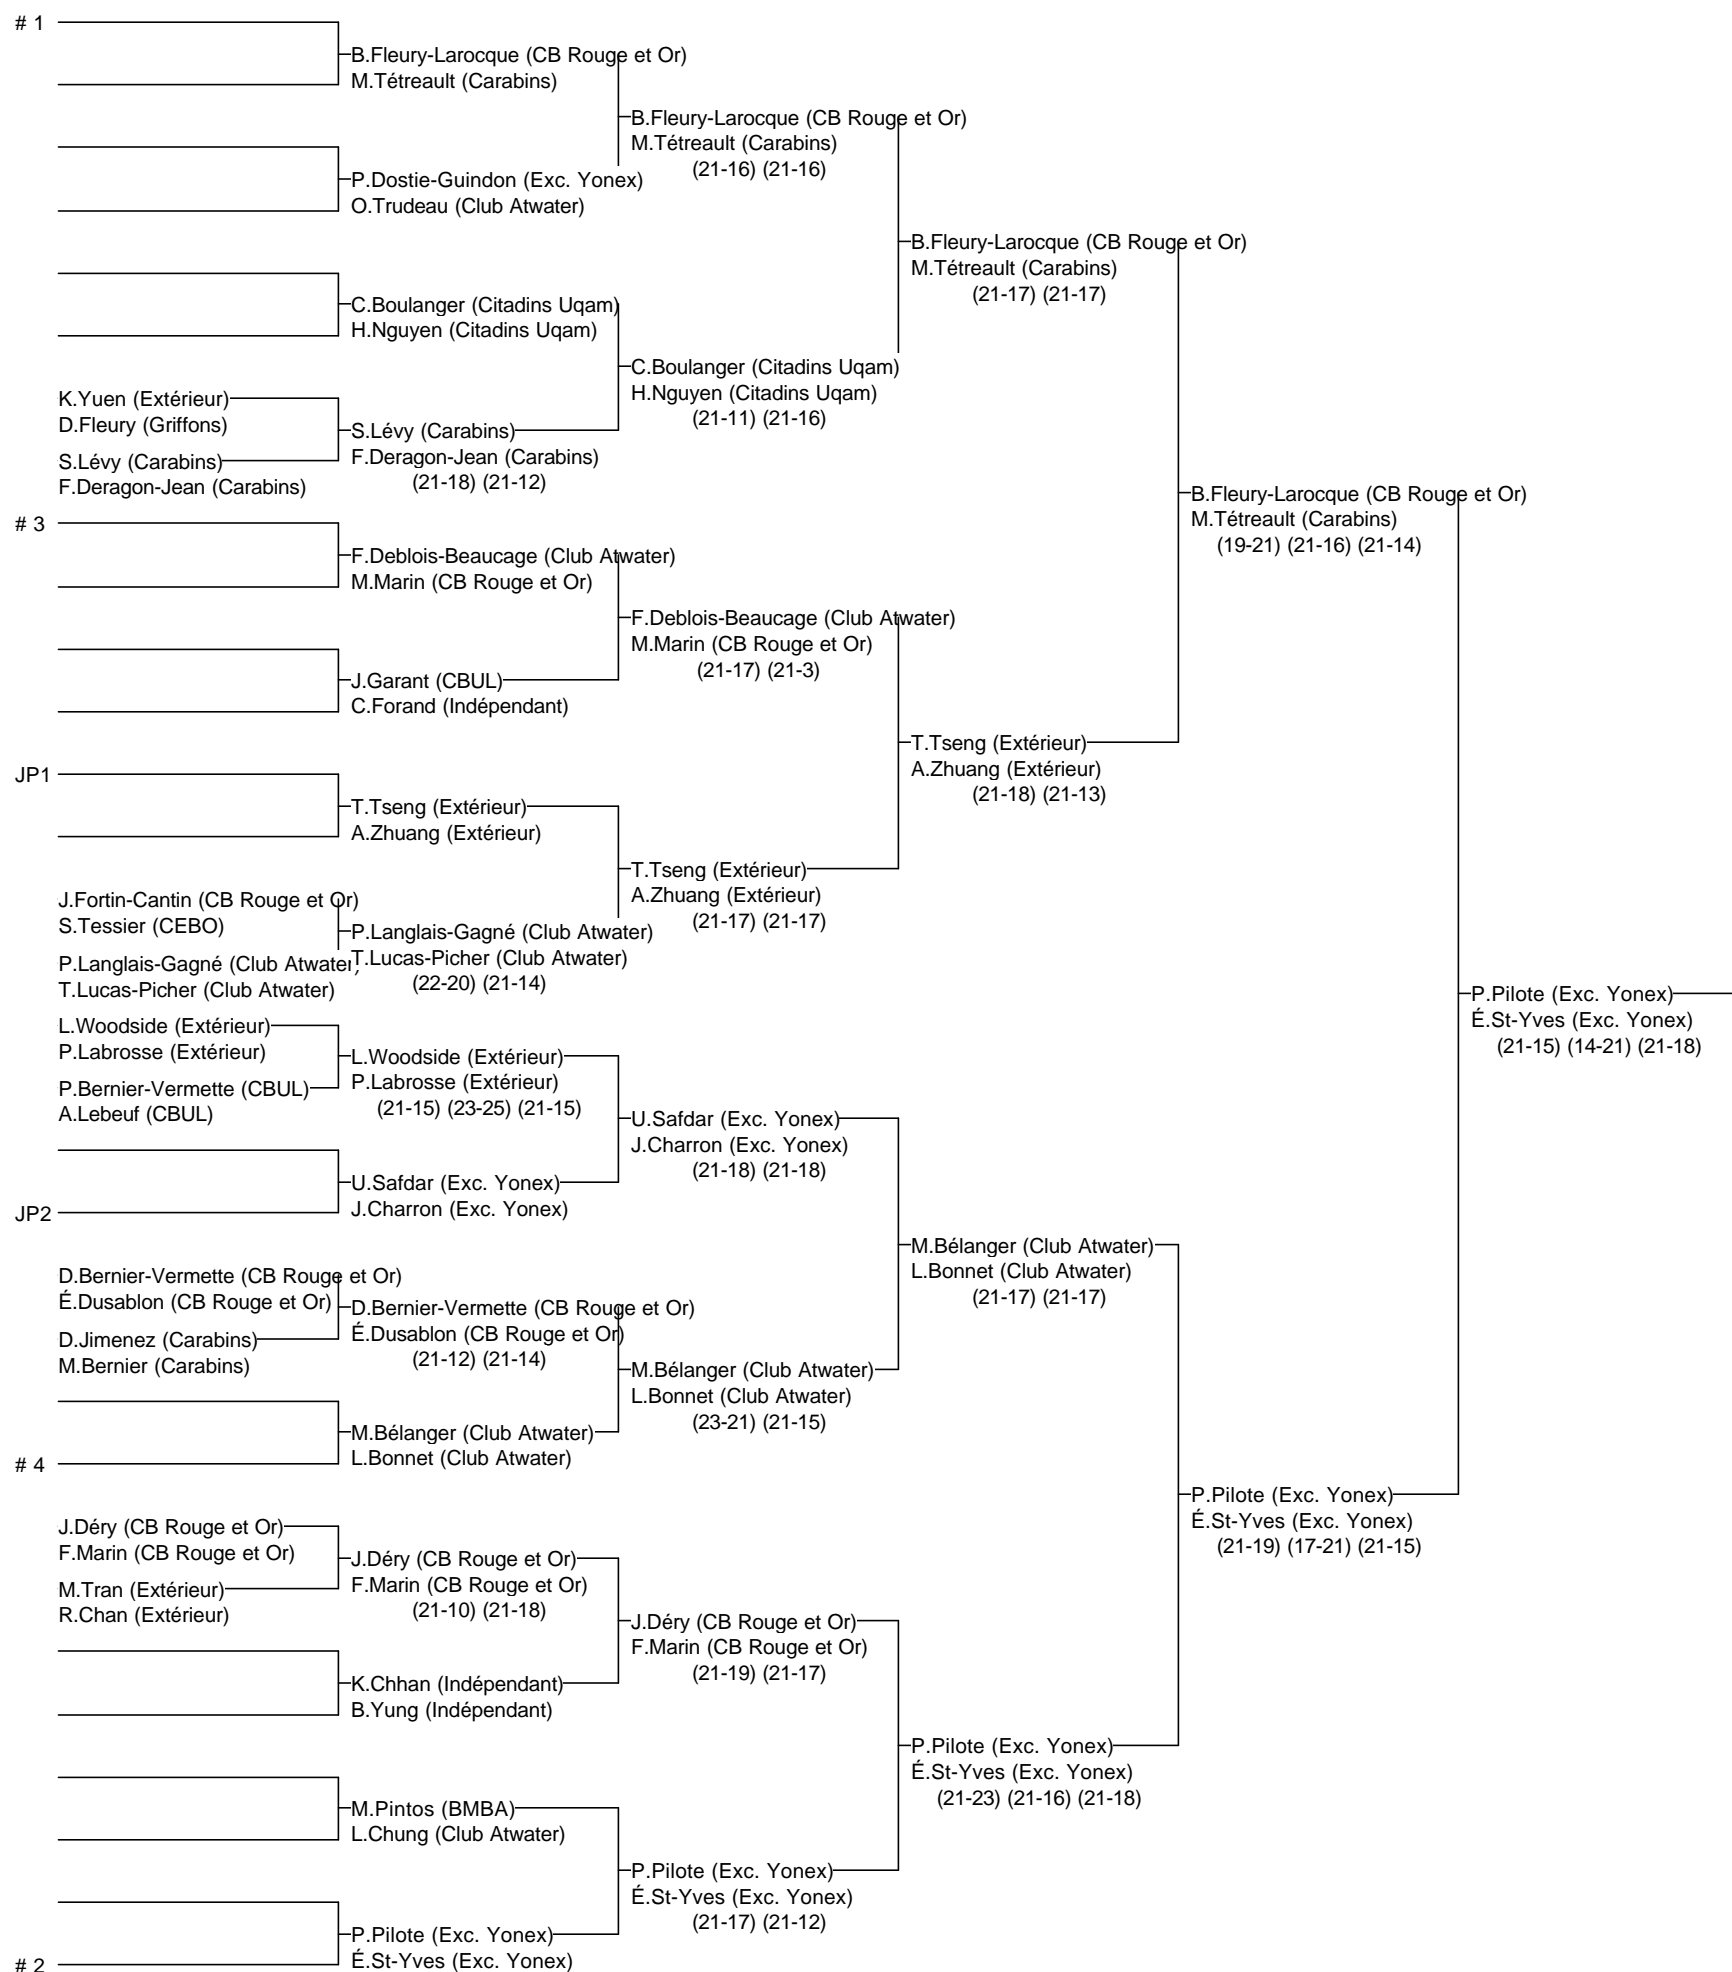 # 1
B.Fleury-Larocque (CB Rouge et Or)
M.Tétreault (Carabins)
B.Fleury-Larocque (CB Rouge et Or)
M.Tétreault (Carabins)
(21-16) (21-16)
P.Dostie-Guindon (Exc. Yonex)
O.Trudeau (Club Atwater)
B.Fleury-Larocque (CB Rouge et Or)
M.Tétreault (Carabins)
(21-17) (21-17)
C.Boulanger (Citadins Uqam)
H.Nguyen (Citadins Uqam)
C.Boulanger (Citadins Uqam)
H.Nguyen (Citadins Uqam)
(21-11) (21-16)
K.Yuen (Extérieur)
D.Fleury (Griffons)
S.Lévy (Carabins)
F.Deragon-Jean (Carabins)
(21-18) (21-12)
S.Lévy (Carabins)
F.Deragon-Jean (Carabins)
B.Fleury-Larocque (CB Rouge et Or)
M.Tétreault (Carabins)
(19-21) (21-16) (21-14)
# 3
F.Deblois-Beaucage (Club Atwater)
M.Marin (CB Rouge et Or)
F.Deblois-Beaucage (Club Atwater)
M.Marin (CB Rouge et Or)
(21-17) (21-3)
J.Garant (CBUL)
C.Forand (Indépendant)
T.Tseng (Extérieur)
A.Zhuang (Extérieur)
(21-18) (21-13)
JP1
T.Tseng (Extérieur)
A.Zhuang (Extérieur)
T.Tseng (Extérieur)
A.Zhuang (Extérieur)
(21-17) (21-17)
J.Fortin-Cantin (CB Rouge et Or)
S.Tessier (CEBO)
P.Langlais-Gagné (Club Atwater)
T.Lucas-Picher (Club Atwater)
(22-20) (21-14)
P.Langlais-Gagné (Club Atwater)
T.Lucas-Picher (Club Atwater)
P.Pilote (Exc. Yonex)
É.St-Yves (Exc. Yonex)
(21-15) (14-21) (21-18)
L.Woodside (Extérieur)
P.Labrosse (Extérieur)
L.Woodside (Extérieur)
P.Labrosse (Extérieur)
(21-15) (23-25) (21-15)
P.Bernier-Vermette (CBUL)
A.Lebeuf (CBUL)
U.Safdar (Exc. Yonex)
J.Charron (Exc. Yonex)
(21-18) (21-18)
U.Safdar (Exc. Yonex)
J.Charron (Exc. Yonex)
JP2
M.Bélanger (Club Atwater)
L.Bonnet (Club Atwater)
(21-17) (21-17)
D.Bernier-Vermette (CB Rouge et Or)
É.Dusablon (CB Rouge et Or)
D.Bernier-Vermette (CB Rouge et Or)
É.Dusablon (CB Rouge et Or)
(21-12) (21-14)
D.Jimenez (Carabins)
M.Bernier (Carabins)
M.Bélanger (Club Atwater)
L.Bonnet (Club Atwater)
(23-21) (21-15)
M.Bélanger (Club Atwater)
L.Bonnet (Club Atwater)
# 4
P.Pilote (Exc. Yonex)
É.St-Yves (Exc. Yonex)
(21-19) (17-21) (21-15)
J.Déry (CB Rouge et Or)
F.Marin (CB Rouge et Or)
J.Déry (CB Rouge et Or)
F.Marin (CB Rouge et Or)
(21-10) (21-18)
M.Tran (Extérieur)
R.Chan (Extérieur)
J.Déry (CB Rouge et Or)
F.Marin (CB Rouge et Or)
(21-19) (21-17)
K.Chhan (Indépendant)
B.Yung (Indépendant)
P.Pilote (Exc. Yonex)
É.St-Yves (Exc. Yonex)
(21-23) (21-16) (21-18)
M.Pintos (BMBA)
L.Chung (Club Atwater)
P.Pilote (Exc. Yonex)
É.St-Yves (Exc. Yonex)
(21-17) (21-12)
P.Pilote (Exc. Yonex)
É.St-Yves (Exc. Yonex)
# 2